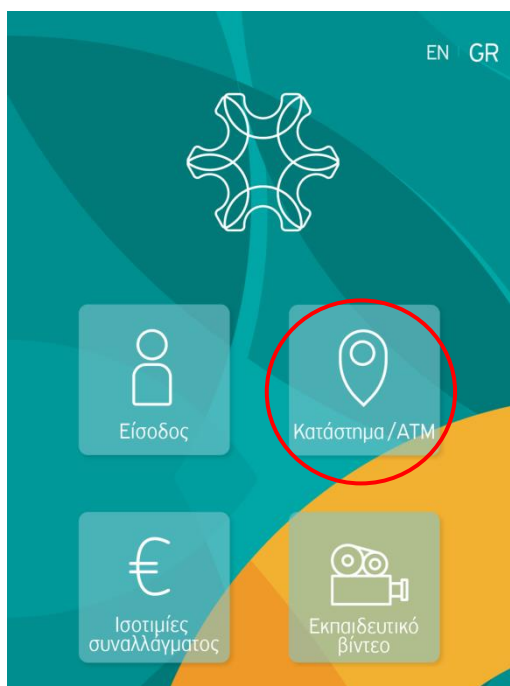 EN GR
Είσοδος
Κατάστημα / ATM
Ισοτιμίες
συναλλάγματος
Εκπαιδευτικό
βίντεο